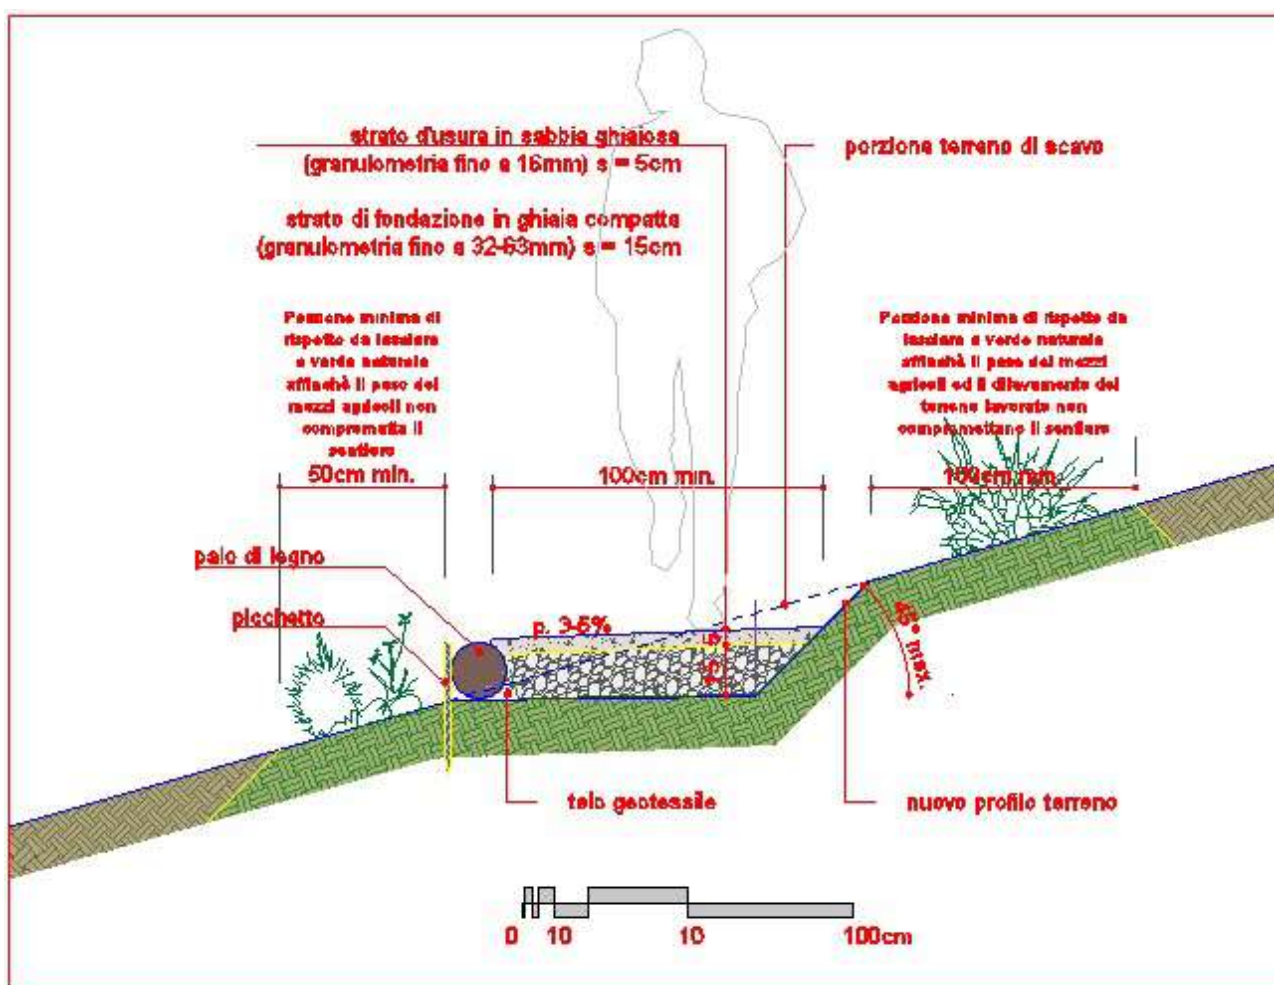 strato d'usura in sabbia ghiaiosa
(granulometria fino a 16mm) s = 5cm
porzione terreno di scavo
strato di fondazione in ghiaia compatta
(granulometria fino a 32-63mm) s = 15cm
Porzione minima di
rispetto da lasciare
a verde naturale
affinchè il peso dei
mezzi agricoli non
comprometta il
sentiero
Porzione minima di rispetto da
lasciare a verde naturale
affinchè il peso dei mezzi
agricoli ed il dilavamento del
terreno lavorato non
compromettano il sentiero
50cm min.
100cm min.
100cm min.
palo di legno
picchetto
p. 3-5%
5
15
45° max.
telo geotessile
nuovo profilo terreno
0 10 10 100cm